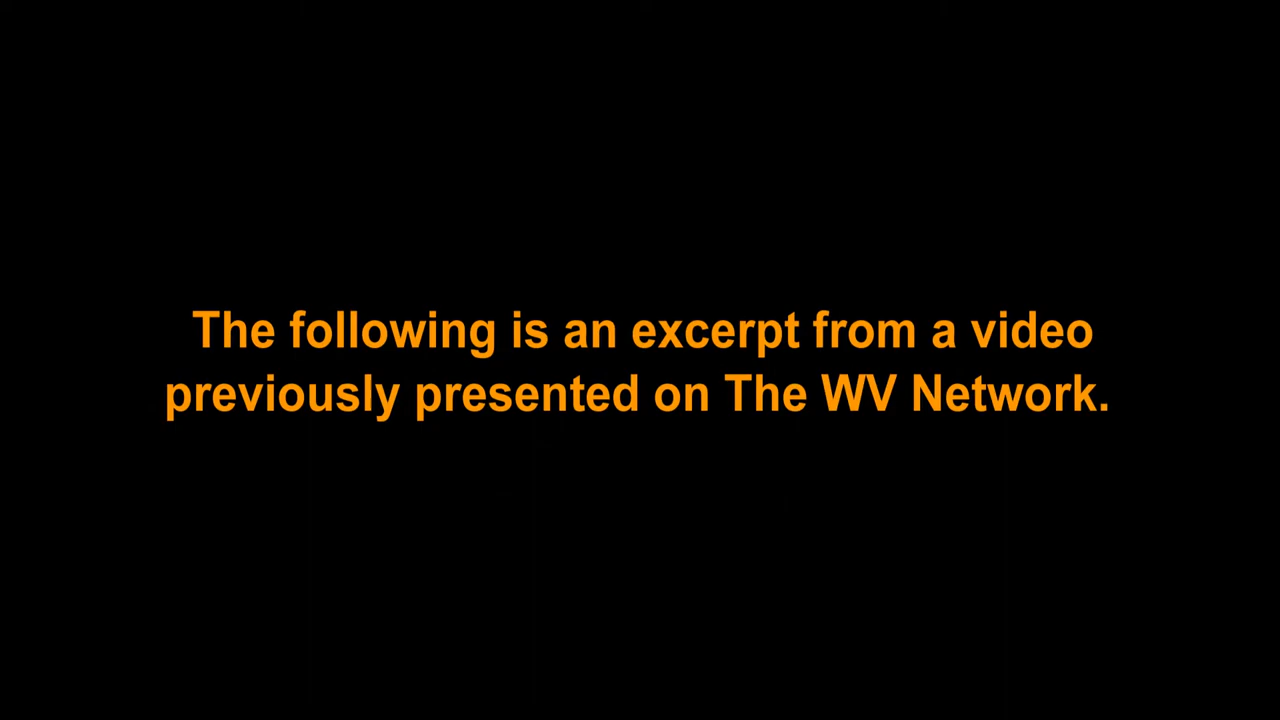 The following is an excerpt from a video
previously presented on The WV Network.